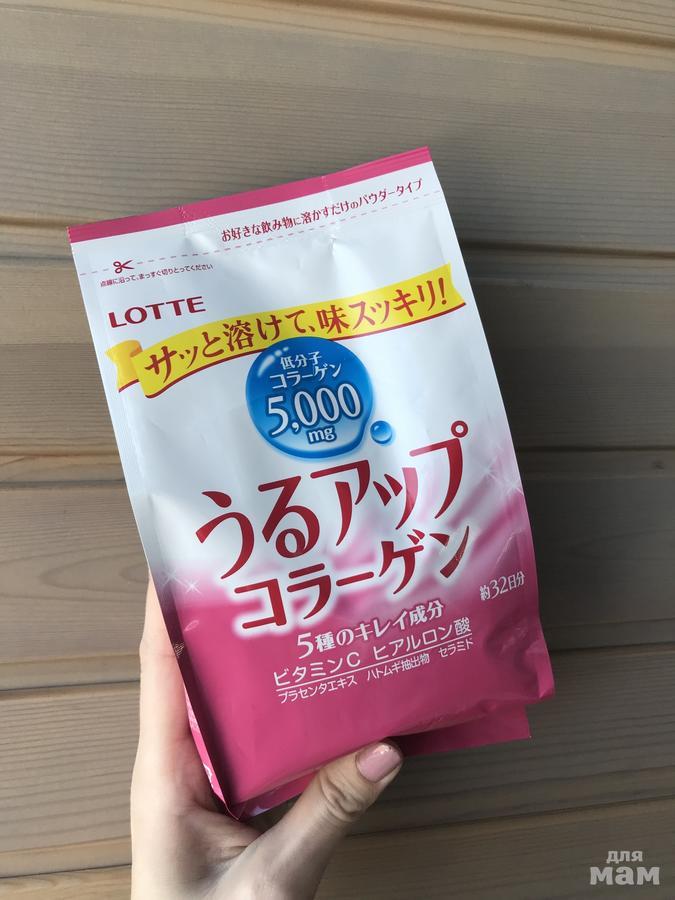 お好きな飲み物に溶かすだけのパウダータイプ
点線に沿って、まっすぐ切りとってください
LOTTE
サッと溶けて、味スッキリ!
低分子
コラーゲン
5,000
mg
うるアップ
コラーゲン
約32日分
5種のキレイ成分
ビタミンC ヒアルロン酸
プラセンタエキス ハトムギ抽出物 セラミド
для
мам